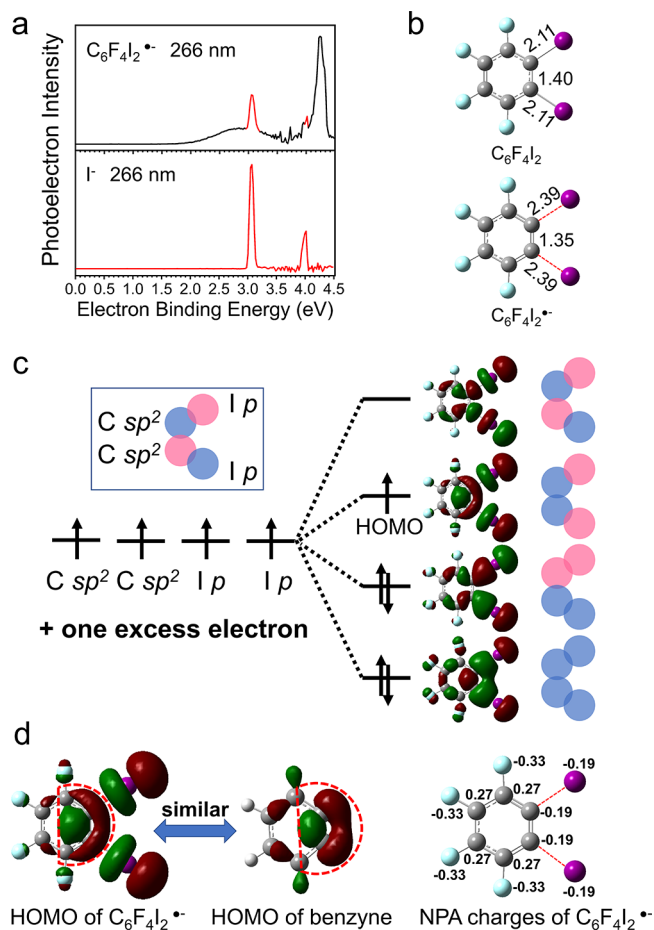 a
C₆F₄I₂•- 266 nm
I⁻ 266 nm
Photoelectron Intensity
0.0 0.5 1.0 1.5 2.0 2.5 3.0 3.5 4.0 4.5
Electron Binding Energy (eV)
b
2.11
1.40
2.11
C₆F₄I₂
2.39
1.35
2.39
C₆F₄I₂•-
c
C sp² I p
C sp² I p
HOMO
C sp² C sp² I p I p
+ one excess electron
d
similar
HOMO of C₆F₄I₂•-
HOMO of benzyne
-0.33 -0.19
0.27 0.27 -0.19
-0.33
-0.19
-0.33 0.27 0.27
-0.33 -0.19
NPA charges of C₆F₄I₂•-